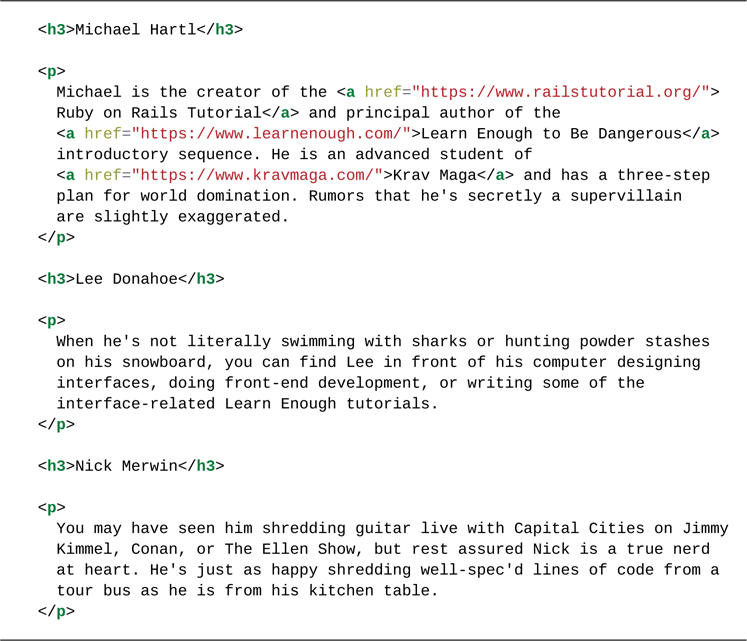 <h3>Michael Hartl</h3>
<p>
Michael is the creator of the <a href="https://www.railstutorial.org/">
Ruby on Rails Tutorial</a> and principal author of the
<a href="https://www.learnenough.com/">Learn Enough to Be Dangerous</a>
introductory sequence. He is an advanced student of
<a href="https://www.kravmaga.com/">Krav Maga</a> and has a three-step
plan for world domination. Rumors that he's secretly a supervillain
are slightly exaggerated.
</p>
<h3>Lee Donahoe</h3>
<p>
When he's not literally swimming with sharks or hunting powder stashes
on his snowboard, you can find Lee in front of his computer designing
interfaces, doing front-end development, or writing some of the
interface-related Learn Enough tutorials.
</p>
<h3>Nick Merwin</h3>
<p>
You may have seen him shredding guitar live with Capital Cities on Jimmy
Kimmel, Conan, or The Ellen Show, but rest assured Nick is a true nerd
at heart. He's just as happy shredding well-spec'd lines of code from a
tour bus as he is from his kitchen table.
</p>